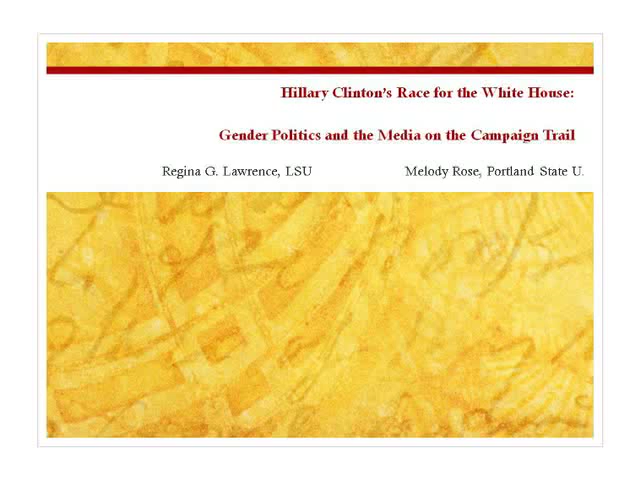 Hillary Clinton’s Race for the White House:
Gender Politics and the Media on the Campaign Trail
Regina G. Lawrence, LSU Melody Rose, Portland State U.